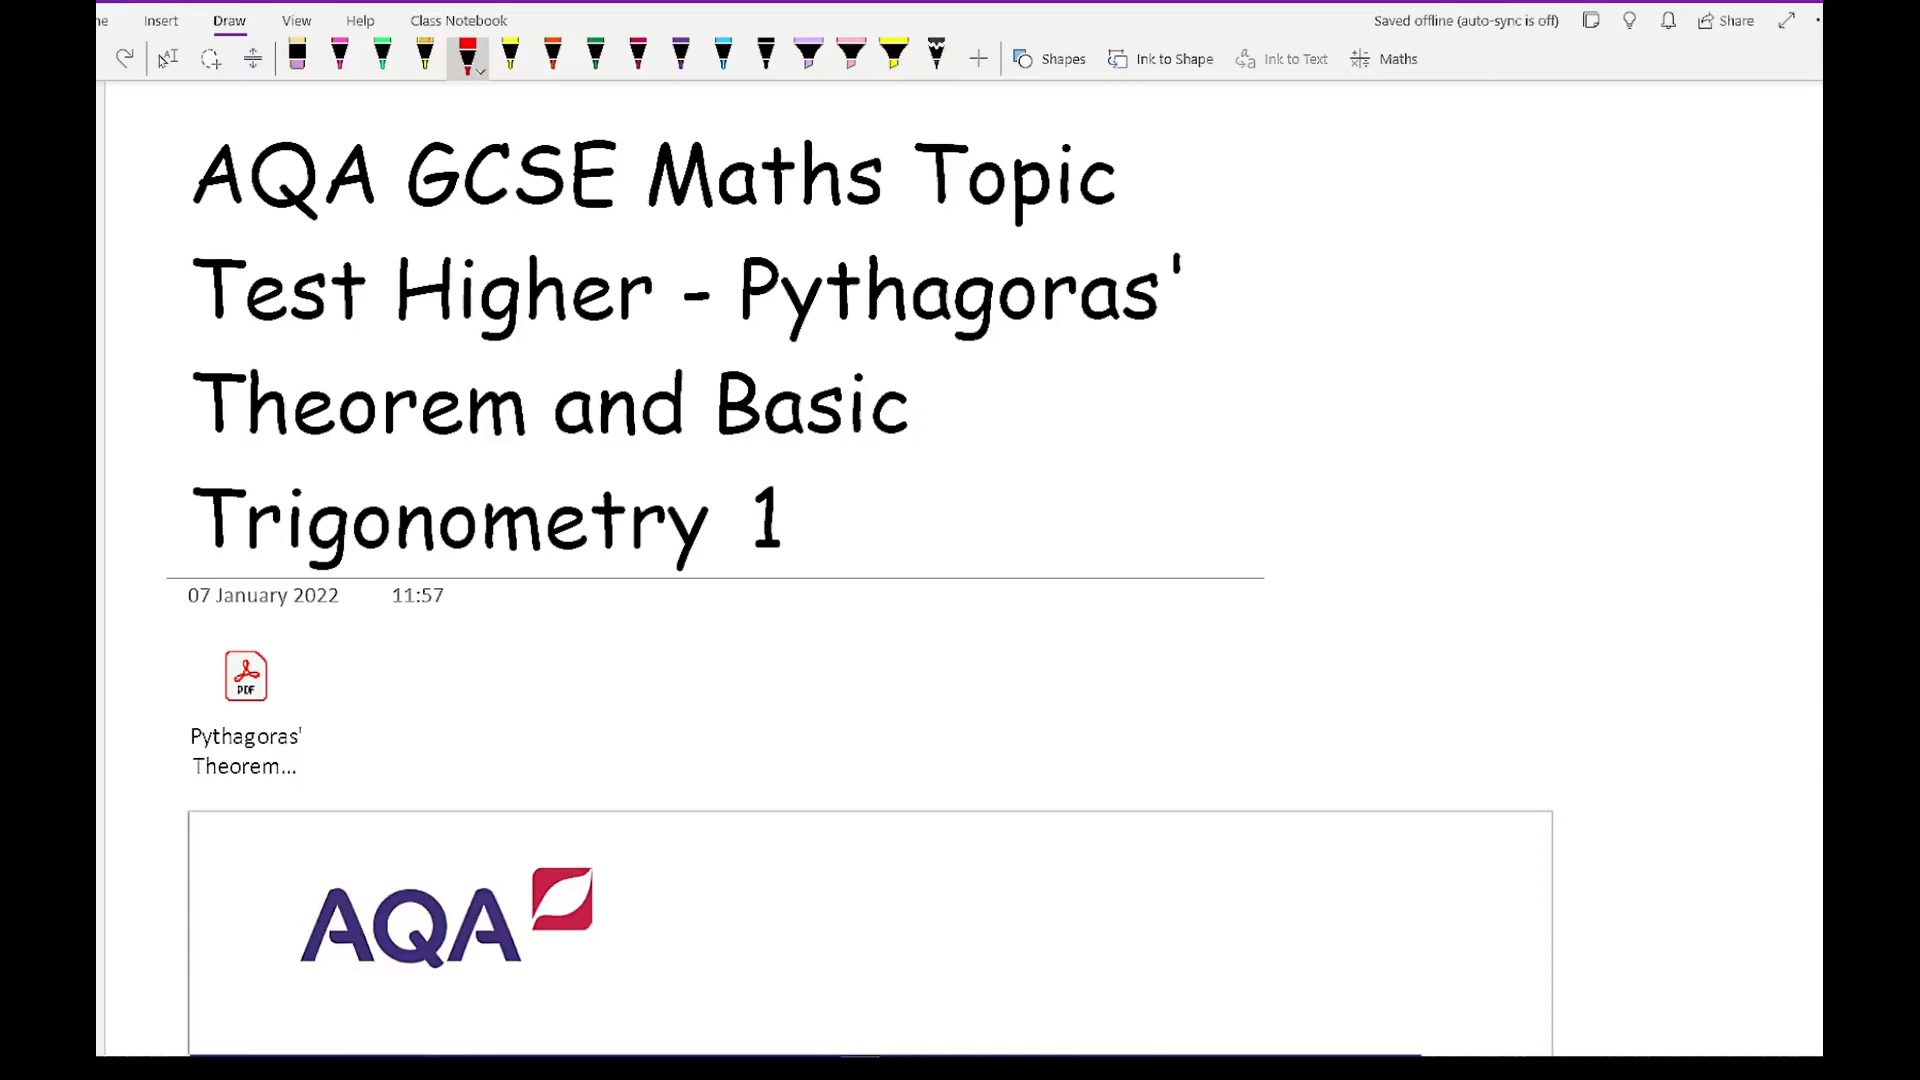 Insert Draw View Help Class Notebook Saved offline (auto-sync is off) Share
Shapes Ink to Shape Ink to Text Maths
AQA GCSE Maths Topic
Test Higher - Pythagoras'
Theorem and Basic
Trigonometry 1
07 January 2022 11:57
PDF
Pythagoras'
Theorem...
AQA